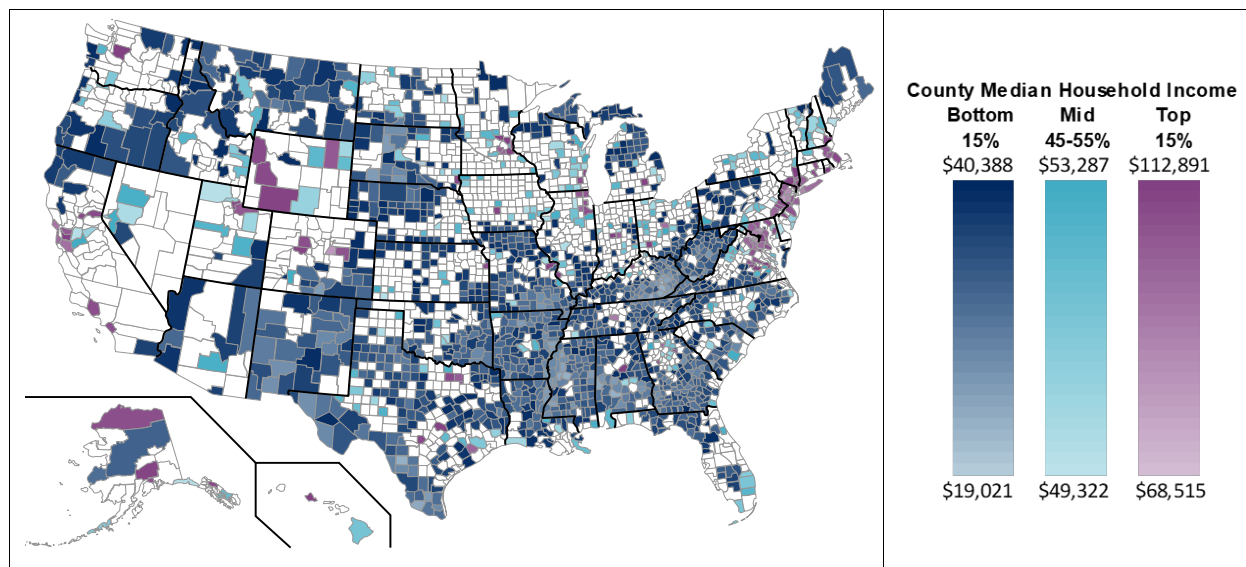 County Median Household Income
Bottom Mid Top
15% 45-55% 15%
$40,388 $53,287 $112,891
$19,021 $49,322 $68,515